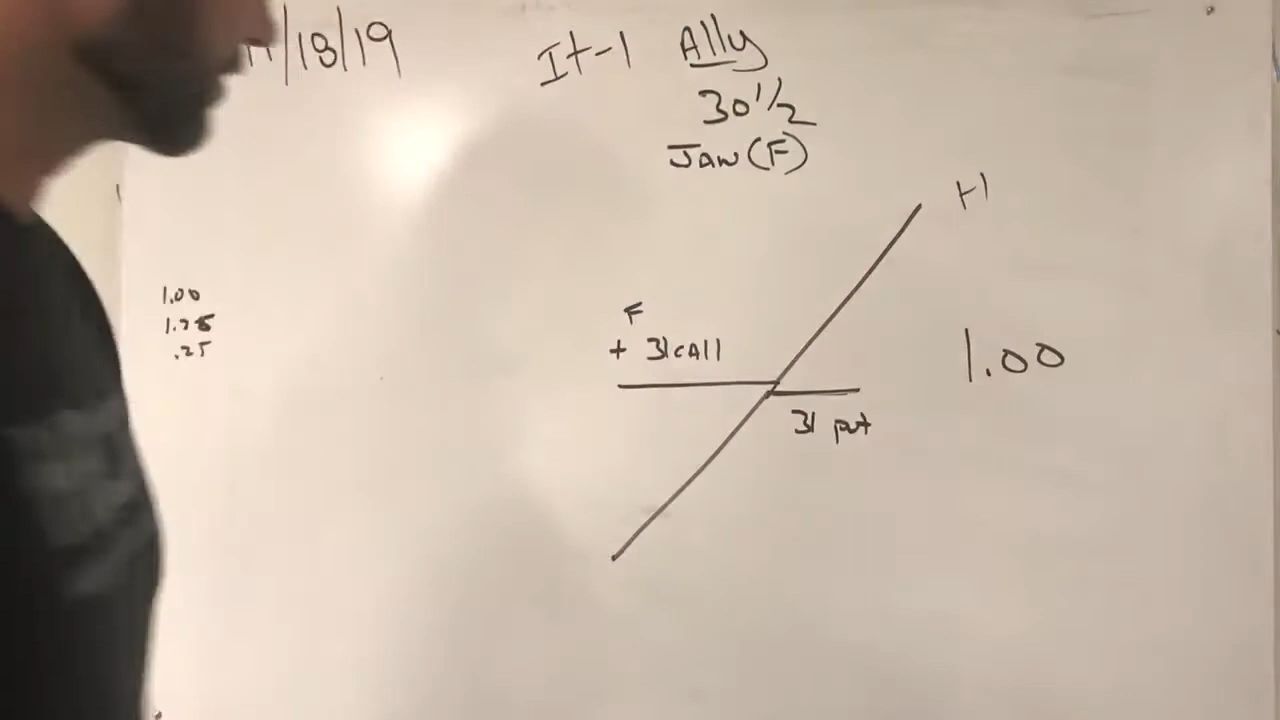 11/18/19
It-1 Ally
30 1/2
JAN (F)
+1
1.00
1.75
.25
F
+ 31 CAll
1.00
31 put